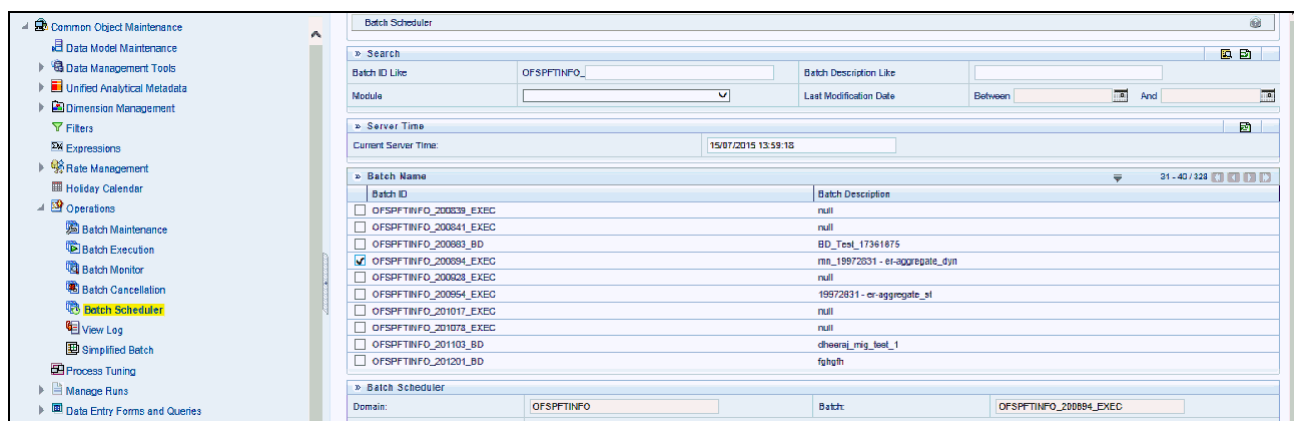 Common Object Maintenance
Data Model Maintenance
Data Management Tools
Unified Analytical Metadata
Dimension Management
Filters
Expressions
Rate Management
Holiday Calendar
Operations
Batch Maintenance
Batch Execution
Batch Monitor
Batch Cancellation
Batch Scheduler
View Log
Simplified Batch
Process Tuning
Manage Runs
Data Entry Forms and Queries
Batch Scheduler
» Search
Batch ID Like OFSPFTINFO_ Batch Description Like
Module Last Modification Date Between And
» Server Time
Current Server Time: 15/07/2015 13:59:18
» Batch Name 31 - 40 / 328
Batch ID Batch Description
OFSPFTINFO_200839_EXEC null
OFSPFTINFO_200841_EXEC null
OFSPFTINFO_200883_BD BD_Test_17361875
OFSPFTINFO_200894_EXEC mn_19972831 - er-aggregate_dyn
OFSPFTINFO_200928_EXEC null
OFSPFTINFO_200954_EXEC 19972831 - er-aggregate_st
OFSPFTINFO_201017_EXEC null
OFSPFTINFO_201078_EXEC null
OFSPFTINFO_201103_BD dheeraj_mig_test_1
OFSPFTINFO_201201_BD fghgfh
» Batch Scheduler
Domain: OFSPFTINFO Batch: OFSPFTINFO_200894_EXEC